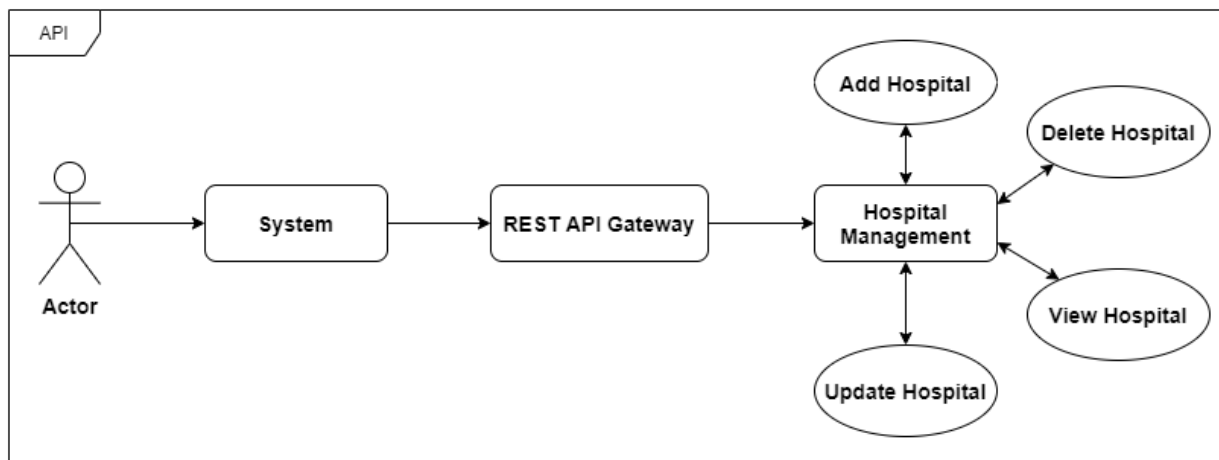 API
Add Hospital
Delete Hospital
System
REST API Gateway
Hospital
Management
Actor
View Hospital
Update Hospital